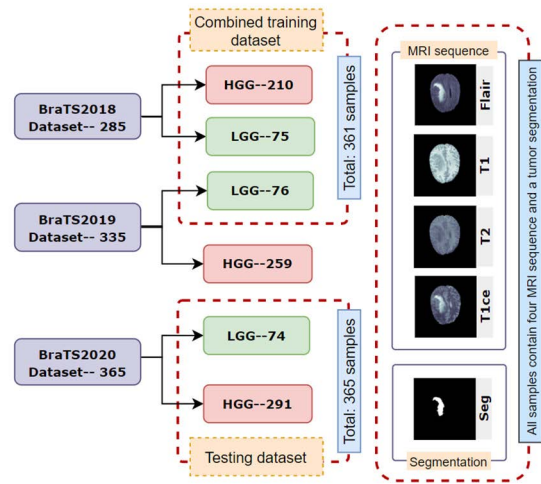 Combined training
dataset
BraTS2018
Dataset-- 285
HGG--210
LGG--75
LGG--76
Total: 361 samples
BraTS2019
Dataset-- 335
HGG--259
BraTS2020
Dataset-- 365
LGG--74
HGG--291
Total: 365 samples
Testing dataset
MRI sequence
Flair
T1
T2
T1ce
Seg
Segmentation
All samples contain four MRI sequence and a tumor segmentation